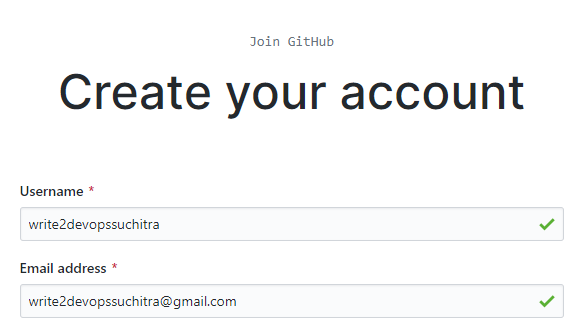 Join GitHub
Create your account
Username *
write2devopssuchitra
Email address *
write2devopssuchitra@gmail.com